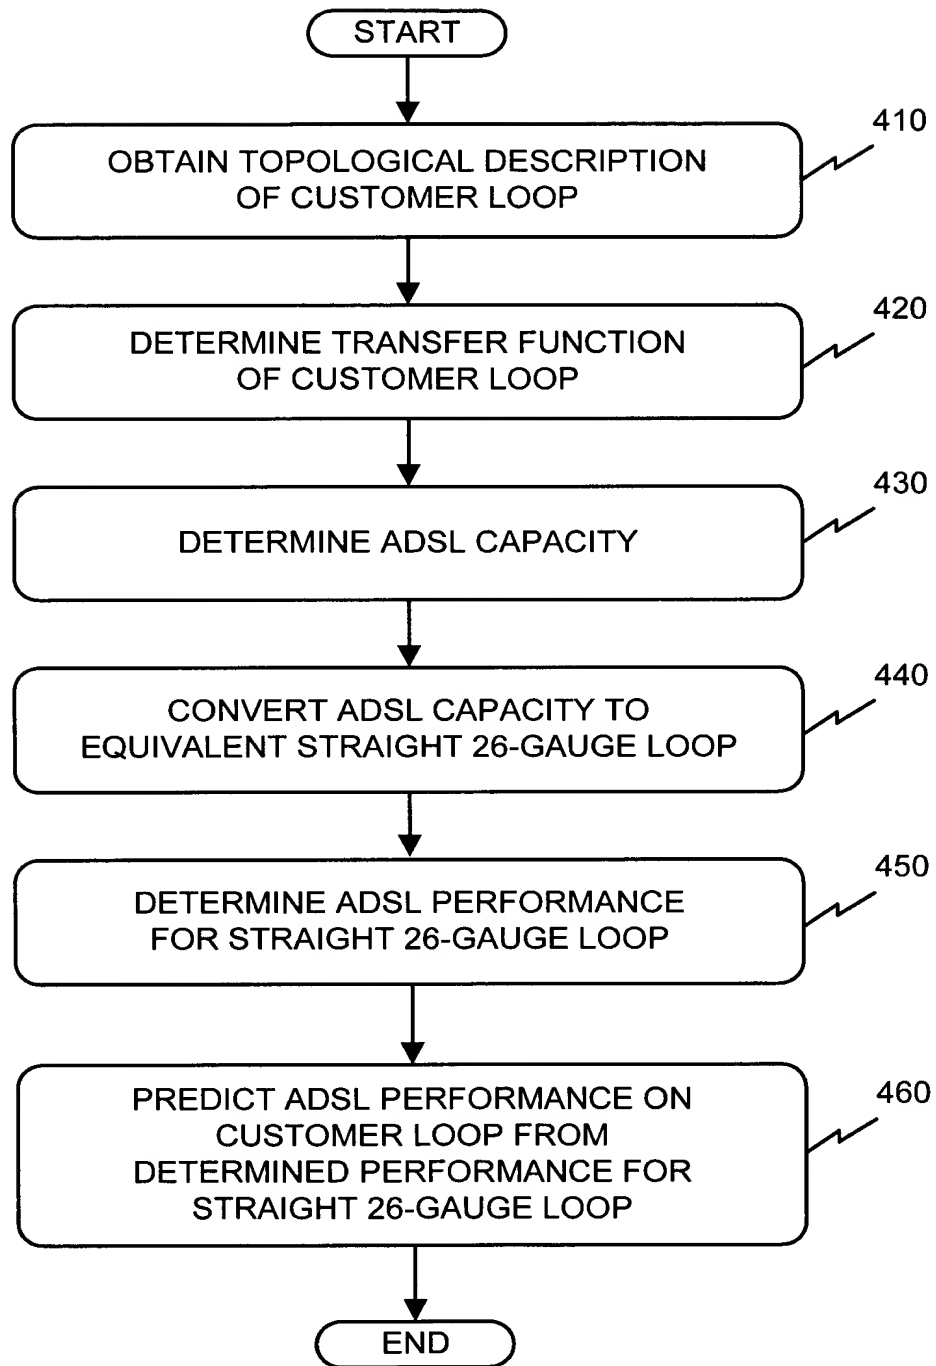 START
410
OBTAIN TOPOLOGICAL DESCRIPTION
OF CUSTOMER LOOP
420
DETERMINE TRANSFER FUNCTION
OF CUSTOMER LOOP
430
DETERMINE ADSL CAPACITY
440
CONVERT ADSL CAPACITY TO
EQUIVALENT STRAIGHT 26-GAUGE LOOP
450
DETERMINE ADSL PERFORMANCE
FOR STRAIGHT 26-GAUGE LOOP
460
PREDICT ADSL PERFORMANCE ON
CUSTOMER LOOP FROM
DETERMINED PERFORMANCE FOR
STRAIGHT 26-GAUGE LOOP
END